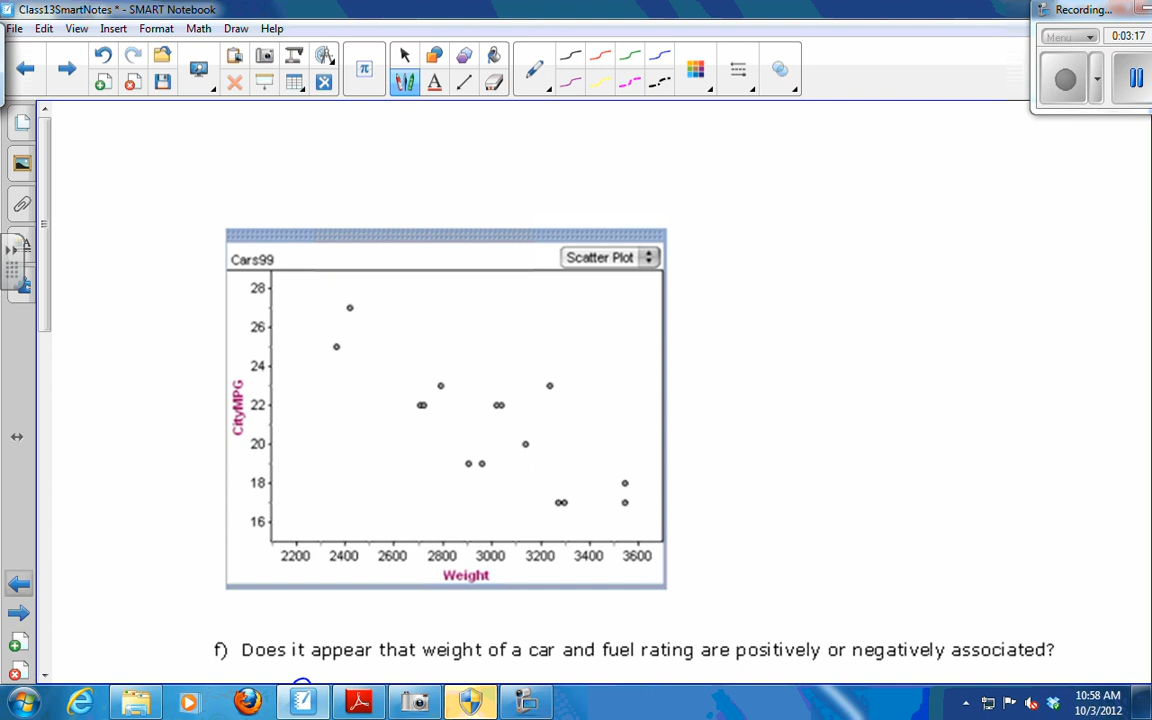 Class13SmartNotes * - SMART Notebook
Recording...
File Edit View Insert Format Math Draw Help
Menu
0:03:17
π
A
Cars99
Scatter Plot
28
26
24
22
20
18
16
CityMPG
2200 2400 2600 2800 3000 3200 3400 3600
Weight
f) Does it appear that weight of a car and fuel rating are positively or negatively associated?
10:58 AM
10/3/2012